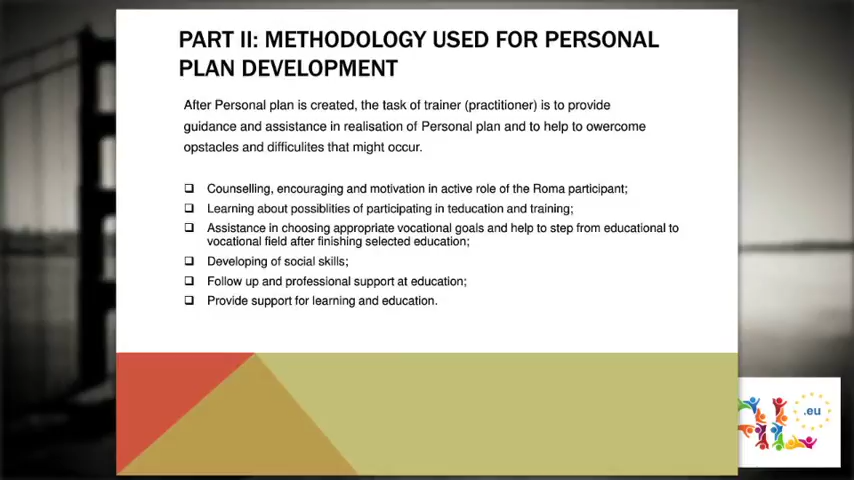 PART II: METHODOLOGY USED FOR PERSONAL
PLAN DEVELOPMENT
After Personal plan is created, the task of trainer (practitioner) is to provide
guidance and assistance in realisation of Personal plan and to help to owercome
obstacles and difficulites that might occur.
❑ Counselling, encouraging and motivation in active role of the Roma participant;
❑ Learning about possiblities of participating in teducation and training;
❑ Assistance in choosing appropriate vocational goals and help to step from educational to
vocational field after finishing selected education;
❑ Developing of social skills;
❑ Follow up and professional support at education;
❑ Provide support for learning and education.
.eu